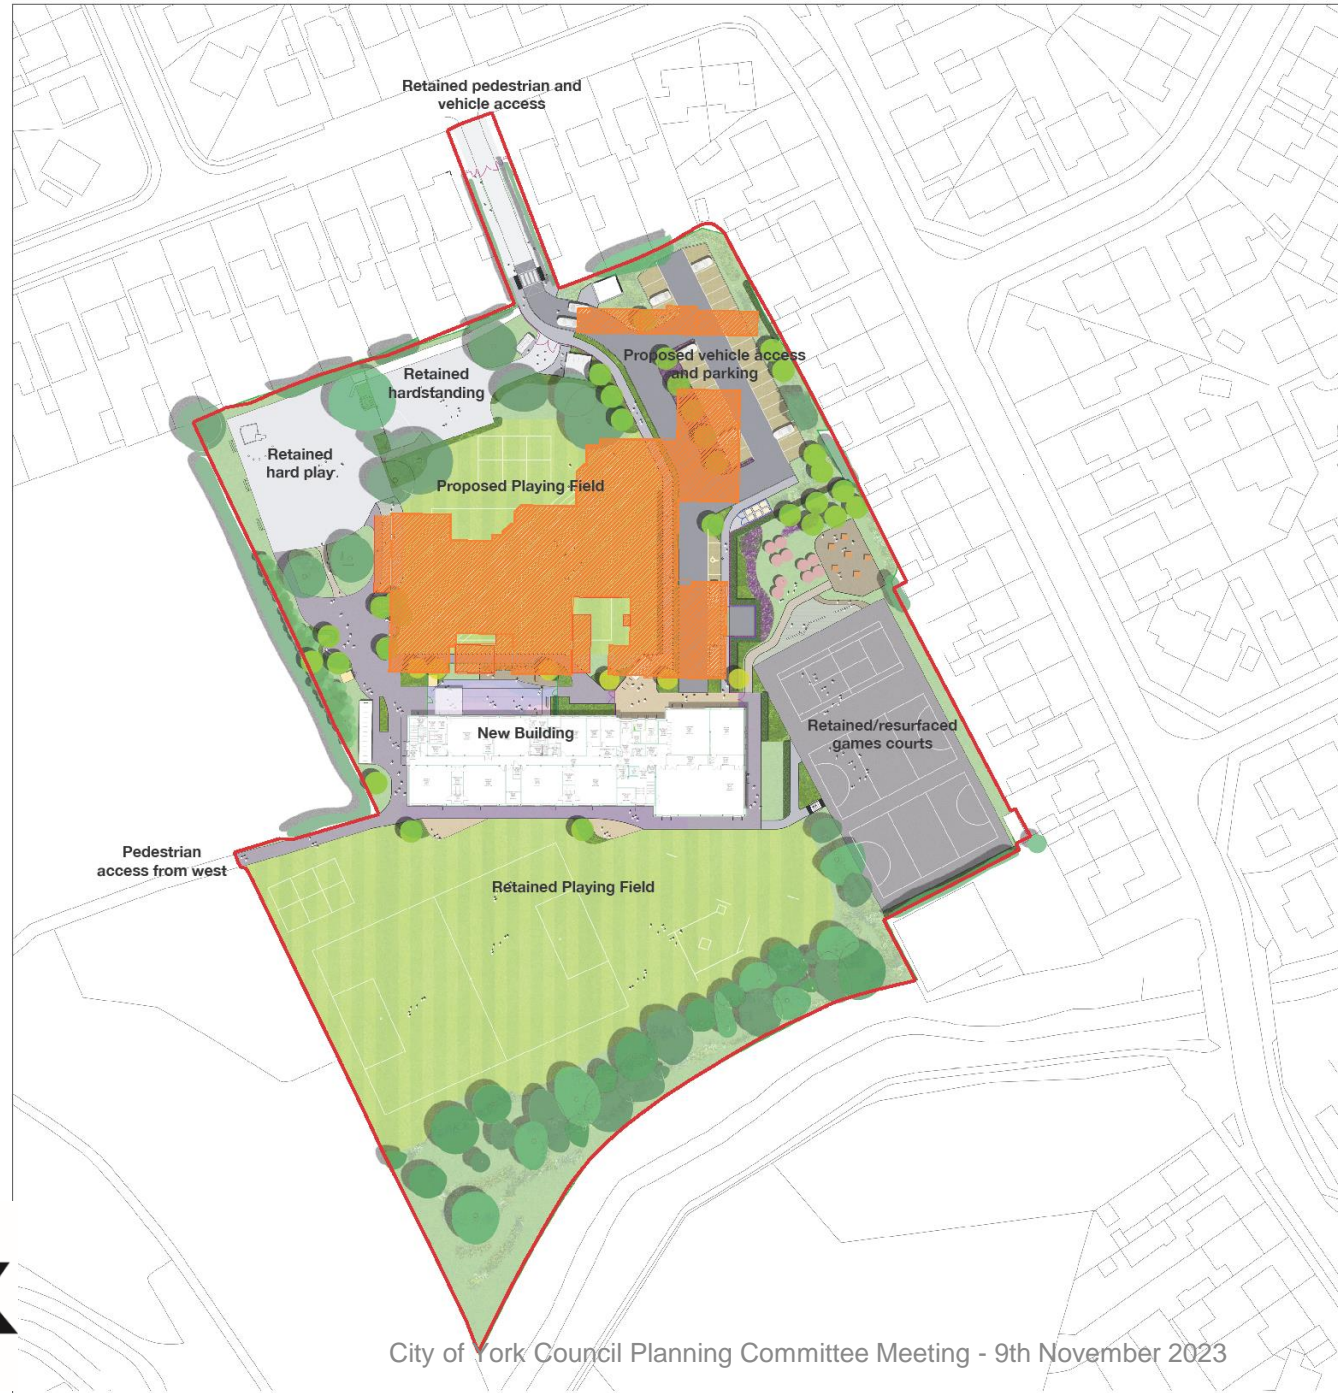 Retained pedestrian and
vehicle access
Proposed vehicle access
and parking
Retained
hardstanding
Retained
hard play.
Proposed Playing Field
Retained/resurfaced
games courts
New Building
Pedestrian
access from west
Retained Playing Field
City of York Council Planning Committee Meeting - 9th November 2023